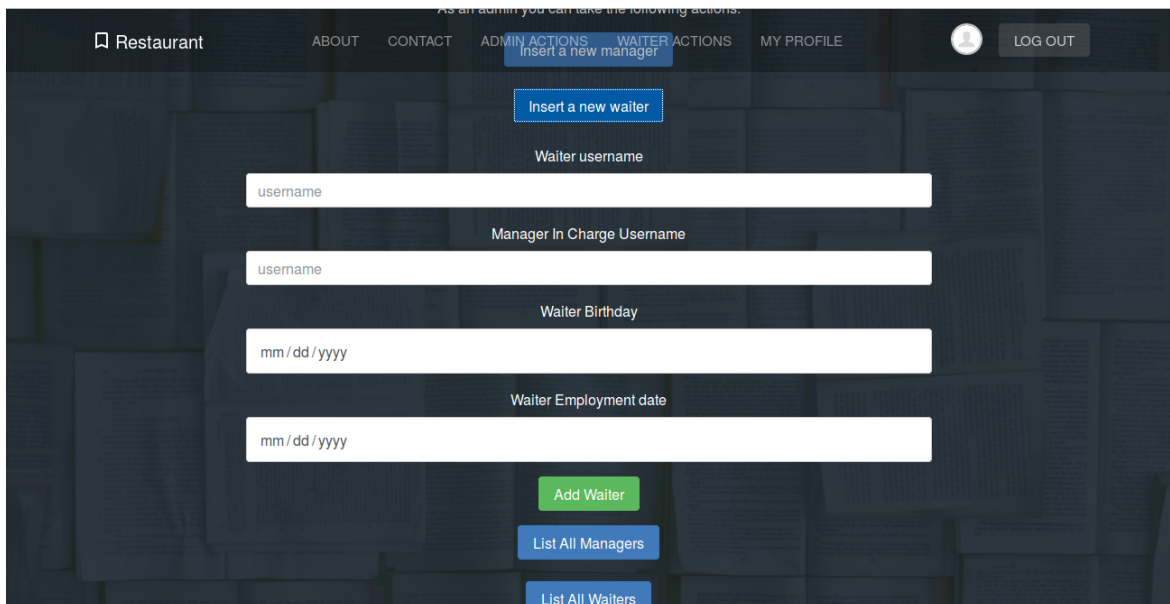 As an admin you can take the following actions:
Restaurant ABOUT CONTACT ADMIN ACTIONS WAITER ACTIONS MY PROFILE LOG OUT
Insert a new manager
Insert a new waiter
Waiter username
username
Manager In Charge Username
username
Waiter Birthday
mm/dd/yyyy
Waiter Employment date
mm/dd/yyyy
Add Waiter
List All Managers
List All Waiters